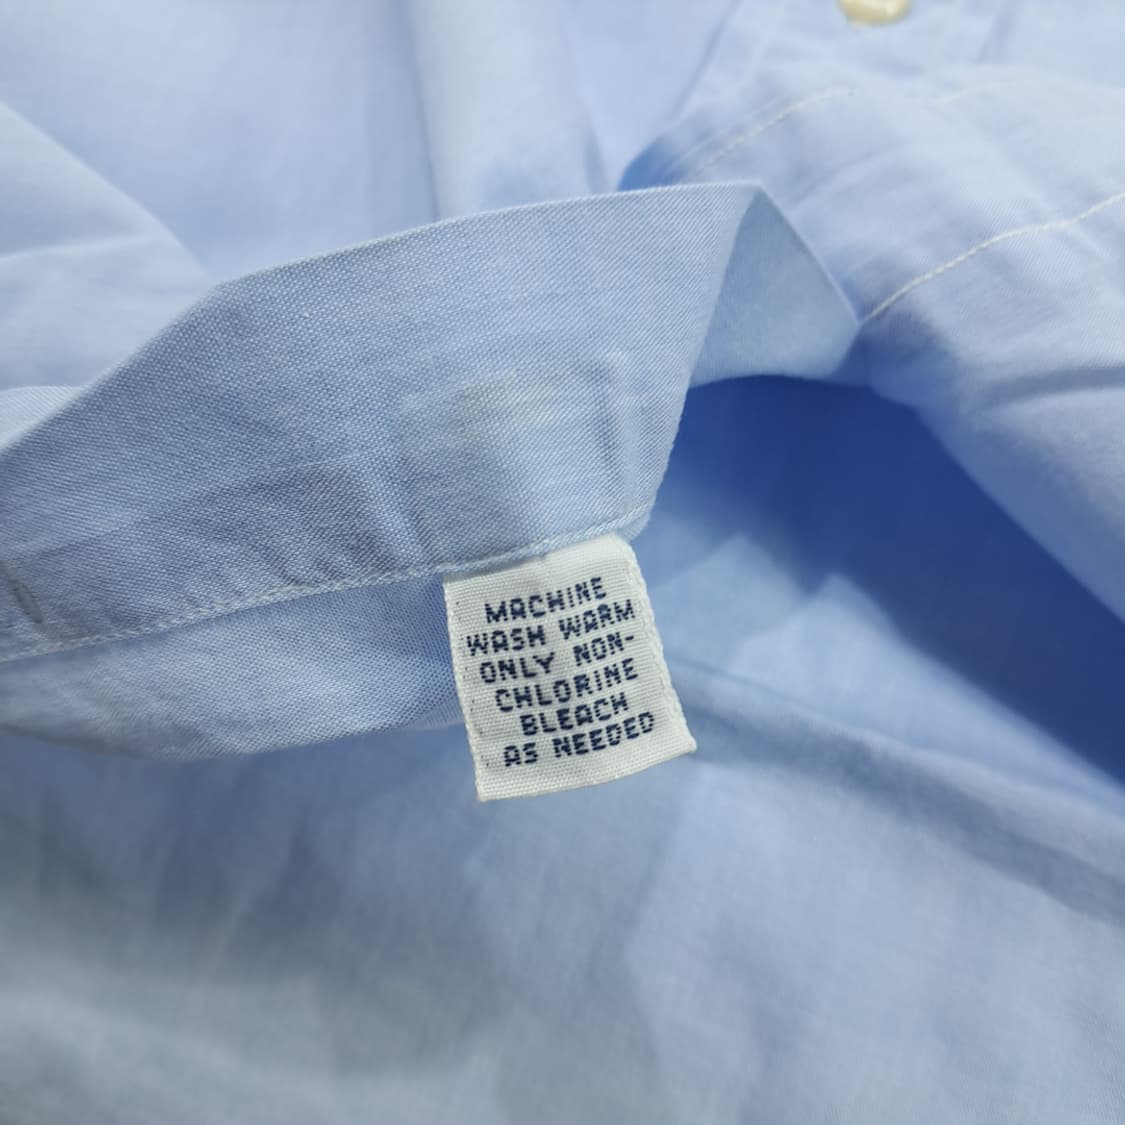 MACHINE
WASH WARM
ONLY NON-
CHLORINE
BLEACH
AS NEEDED